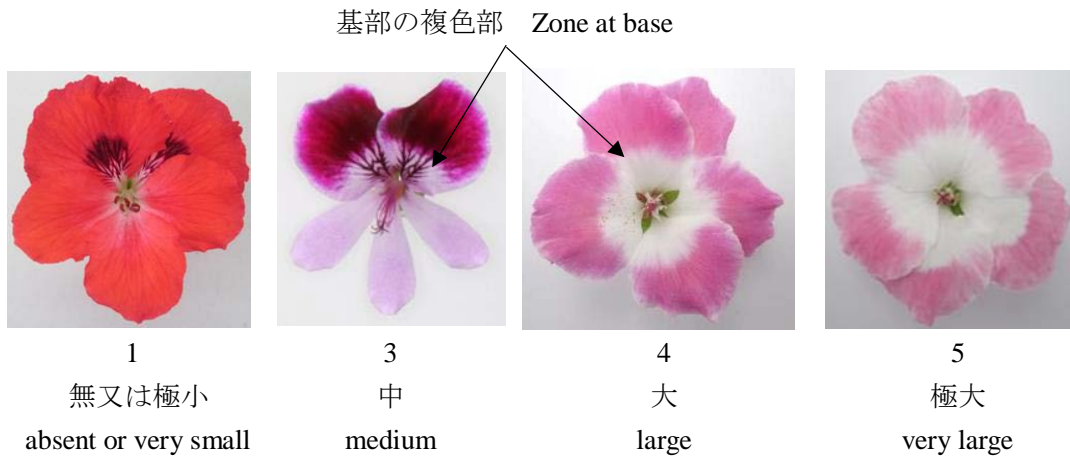 基部の複色部 Zone at base
1 3 4 5
無又は極小 中 大 極大
absent or very small medium large very large